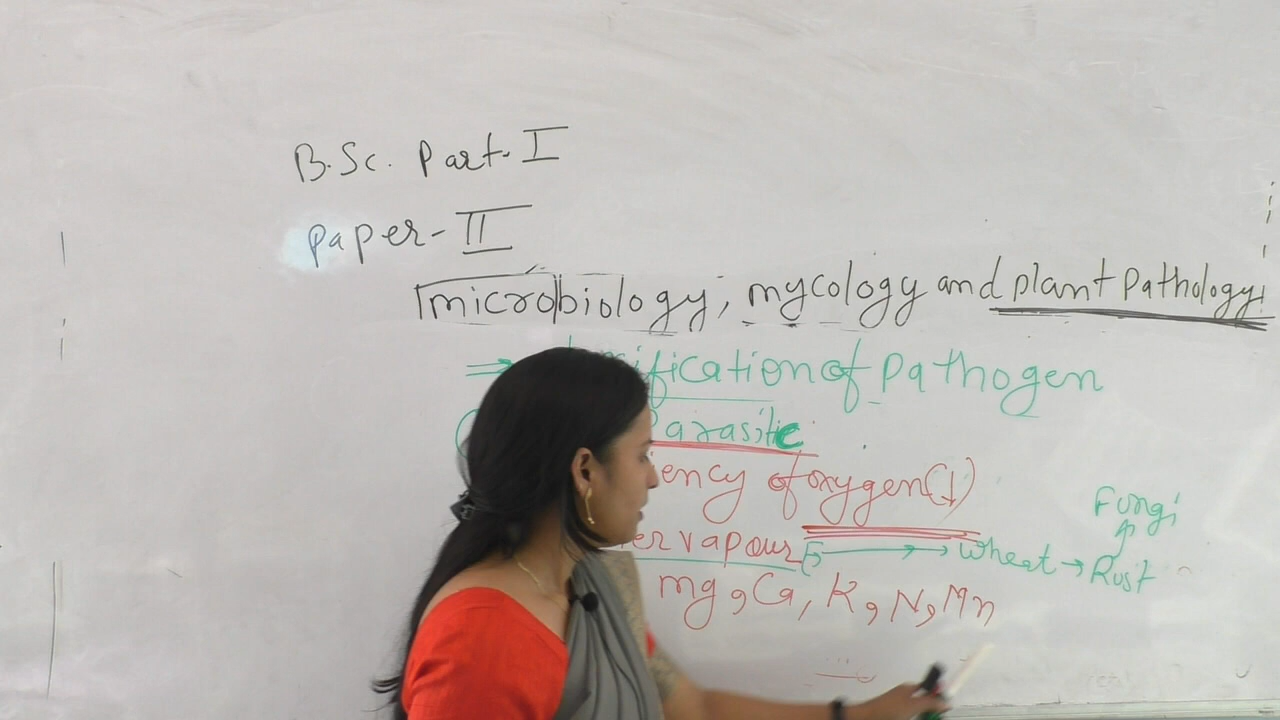 B.Sc. Part-I
Paper-II
microbiology, mycology and plant Pathology,
⇒ ification of Pathogen
Parasitic
iency of oxygen(↓)
Fungi
er vapour → wheat → Rust
mg, Ca, K, N, Mn